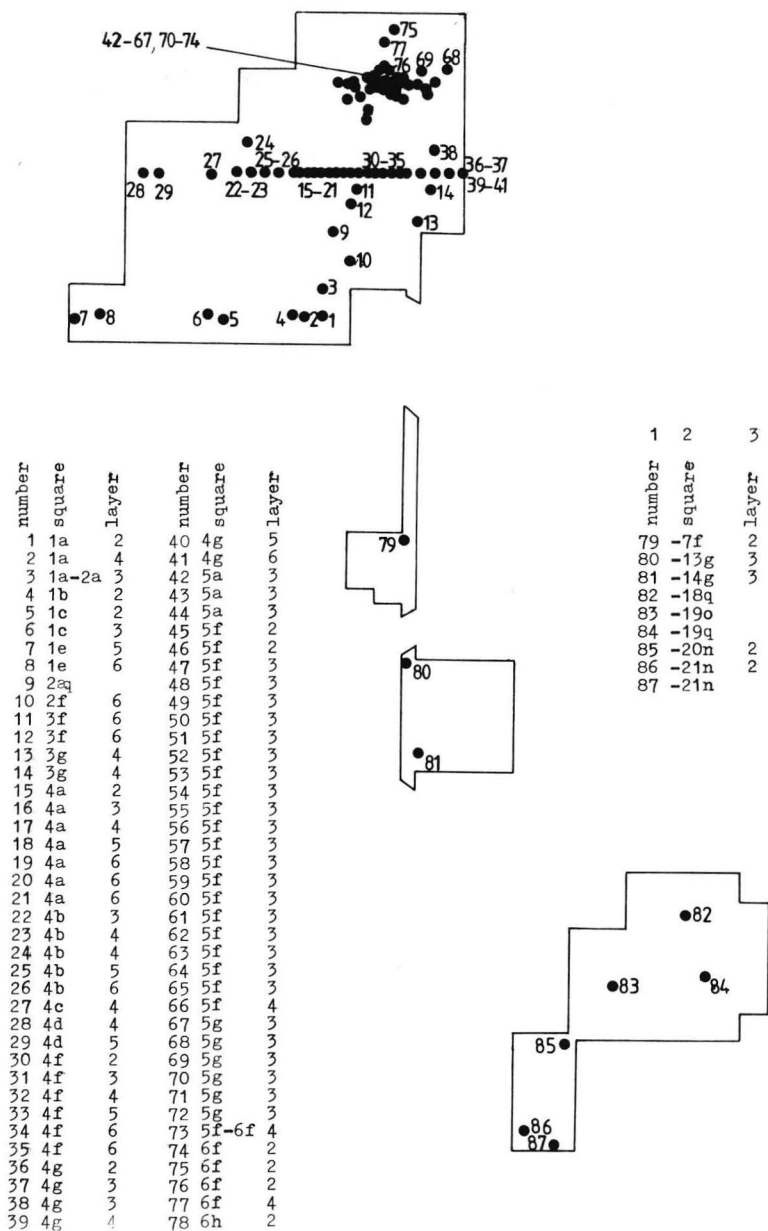 75
42-67, 70-74
77
76 69 68
24
38
27 25-26 30-35 36-37
28 29 22-23 15-21 11 14 39-41
12
13
9
10
3
7 8 6 5 4 2 1
number square layer number square layer
1 1a 2 40 4g 5
2 1a 4 41 4g 6
3 1a-2a 3 42 5a 3
4 1b 2 43 5a 3
5 1c 2 44 5a 3
6 1c 3 45 5f 2
7 1e 5 46 5f 2
8 1e 6 47 5f 3
9 2aq 48 5f 3
10 2f 6 49 5f 3
11 3f 6 50 5f 3
12 3f 6 51 5f 3
13 3g 4 52 5f 3
14 3g 4 53 5f 3
15 4a 2 54 5f 3
16 4a 3 55 5f 3
17 4a 4 56 5f 3
18 4a 5 57 5f 3
19 4a 6 58 5f 3
20 4a 6 59 5f 3
21 4a 6 60 5f 3
22 4b 3 61 5f 3
23 4b 4 62 5f 3
24 4b 4 63 5f 3
25 4b 5 64 5f 3
26 4b 6 65 5f 3
27 4c 4 66 5f 4
28 4d 4 67 5g 3
29 4d 5 68 5g 3
30 4f 2 69 5g 3
31 4f 3 70 5g 3
32 4f 4 71 5g 3
33 4f 5 72 5g 3
34 4f 6 73 5f-6f 4
35 4f 6 74 6f 2
36 4g 2 75 6f 2
37 4g 3 76 6f 2
38 4g 3 77 6f 4
39 4g 4 78 6h 2
79
80
81
1 2 3
number square layer
79 -7f 2
80 -13g 3
81 -14g 3
82 -18q
83 -19o
84 -19q
85 -20n 2
86 -21n 2
87 -21n
82
83 84
85
86
87